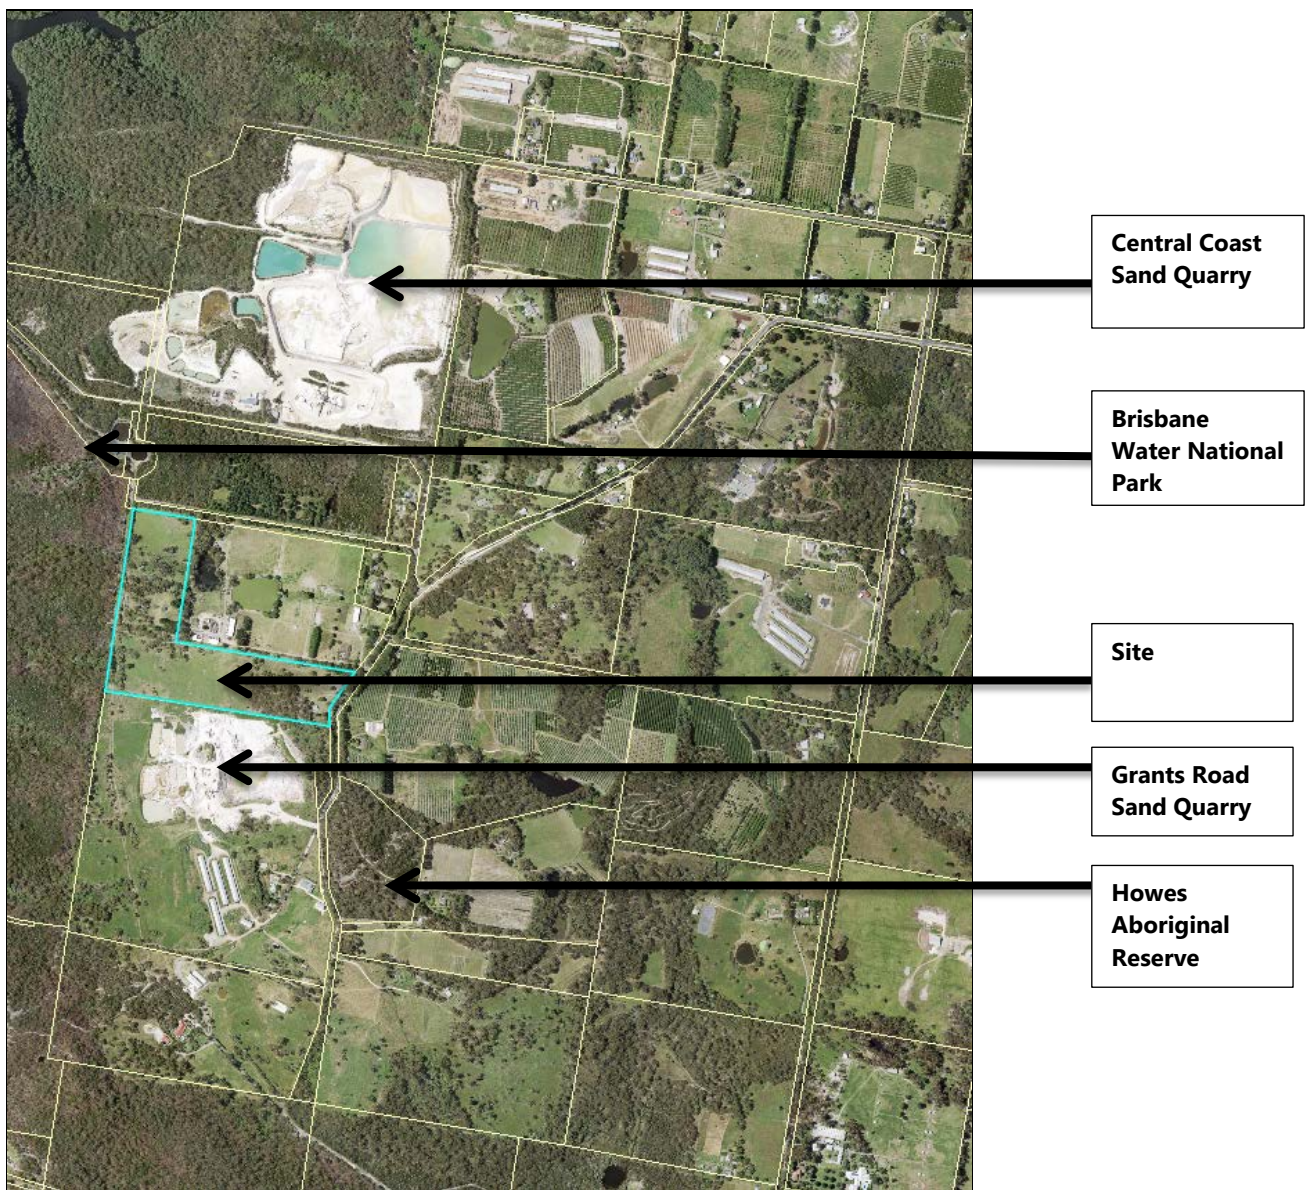 Central Coast
Sand Quarry
Brisbane
Water National
Park
Site
Grants Road
Sand Quarry
Howes
Aboriginal
Reserve